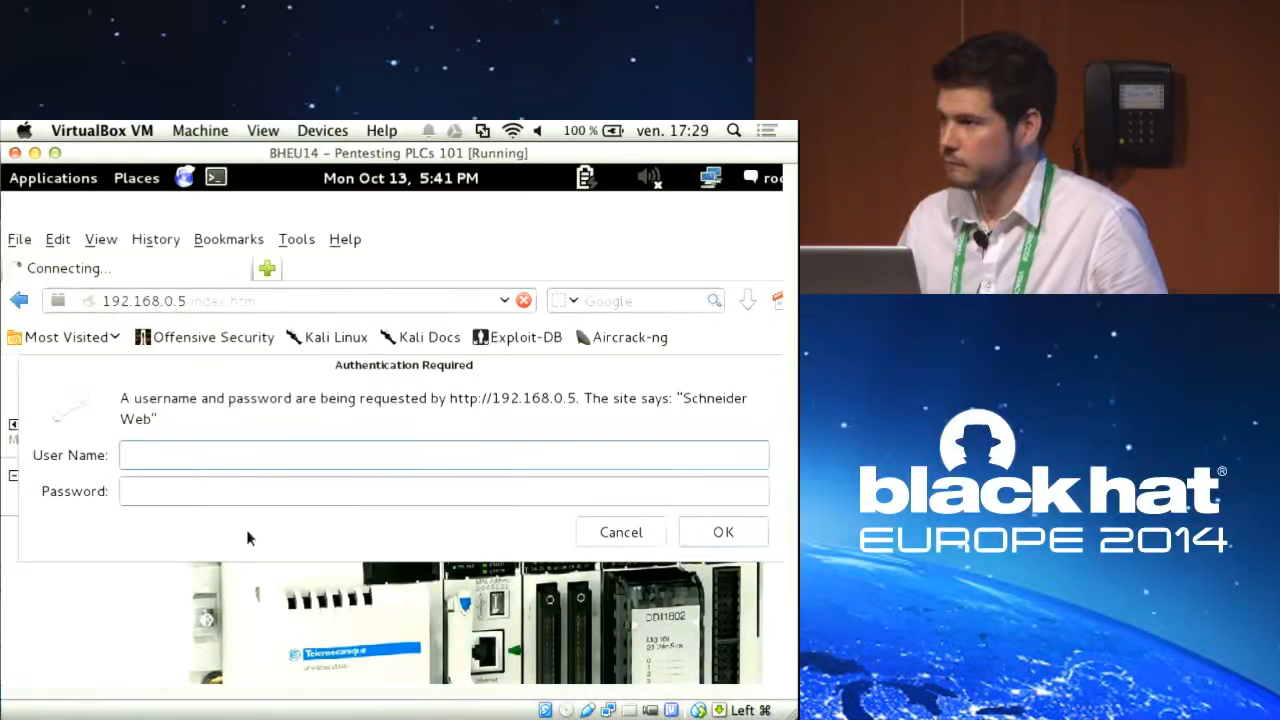 VirtualBox VM Machine View Devices Help 100 % ven. 17:29
BHEU14 – Pentesting PLCs 101 [Running]
Applications Places Mon Oct 13, 5:41 PM roo
File Edit View History Bookmarks Tools Help
Connecting...
192.168.0.5/index.htm Google
Most Visited Offensive Security Kali Linux Kali Docs Exploit-DB Aircrack-ng
Authentication Required
A username and password are being requested by http://192.168.0.5. The site says: "Schneider
Web"
User Name:
Password:
Cancel OK
DDI1602
Telemecanique
Left ⌘
black hat®
EUROPE 2014